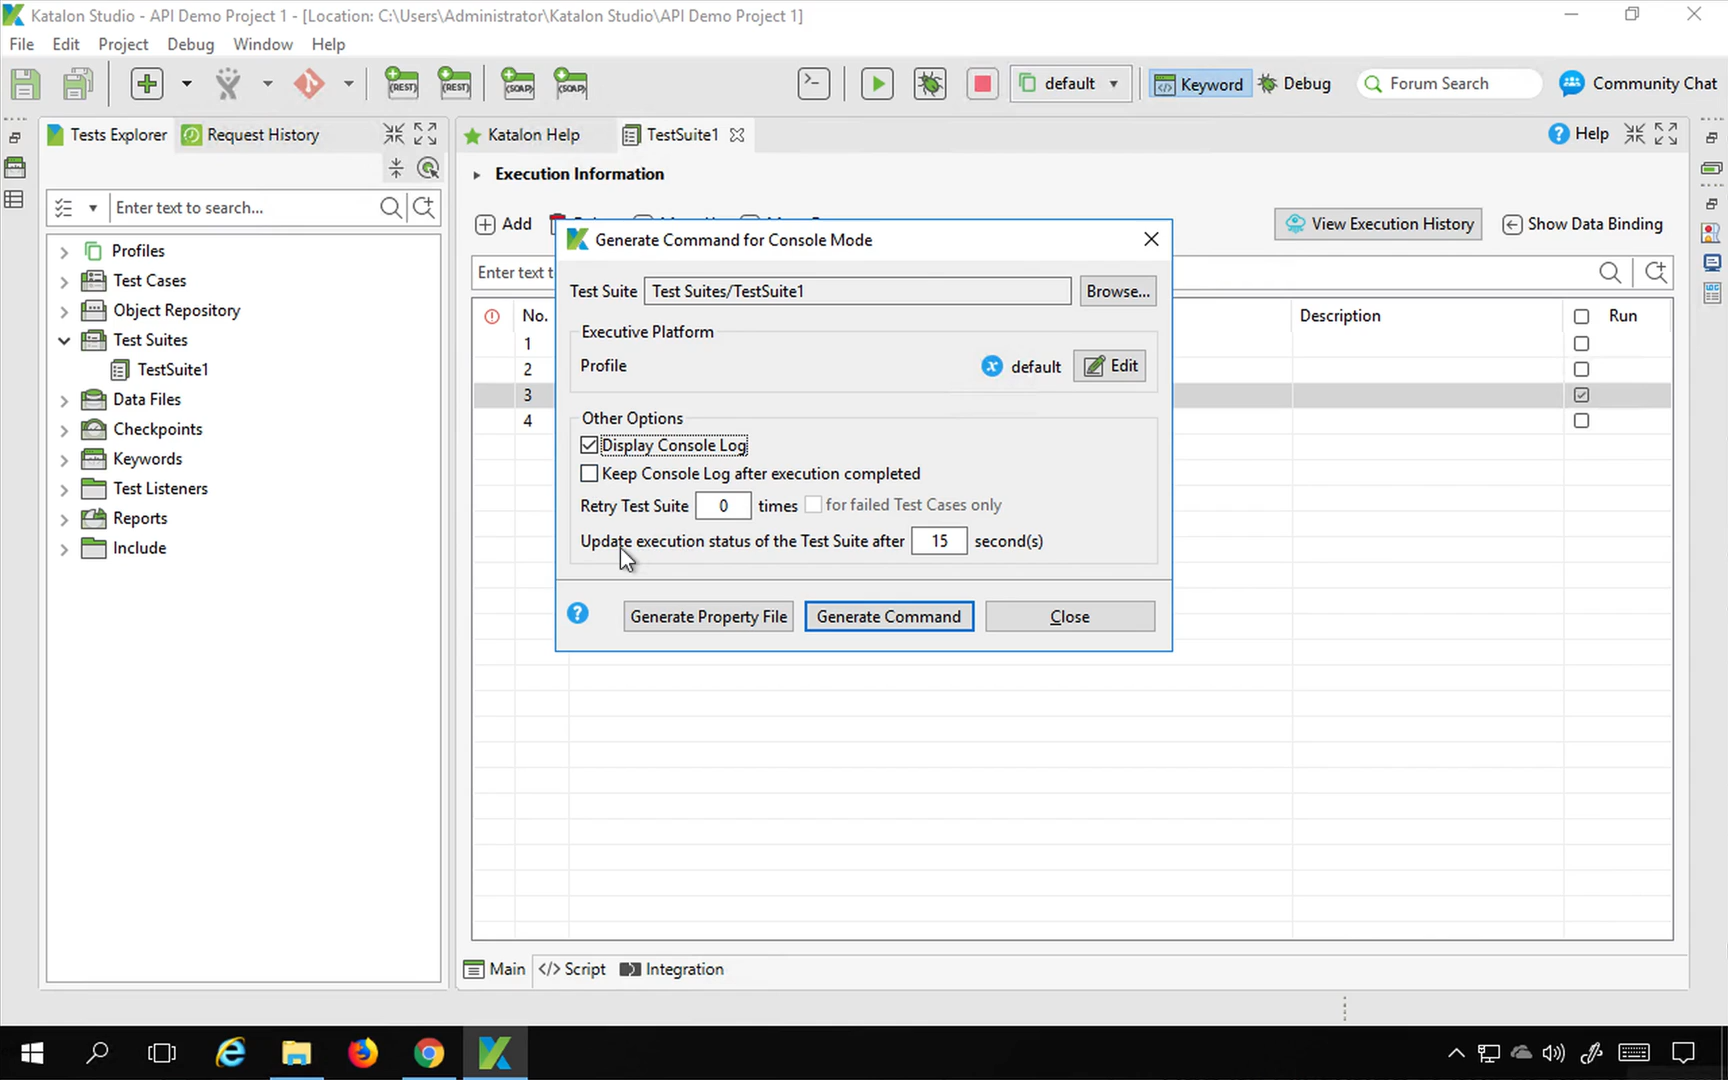 Katalon Studio - API Demo Project 1 - [Location: C:\Users\Administrator\Katalon Studio\API Demo Project 1]
File Edit Project Debug Window Help
(REST) (REST) (SOAP) (SOAP) default Keyword Debug Forum Search Community Chat
Tests Explorer Request History Katalon Help TestSuite1 Help
Execution Information
Enter text to search...
Add View Execution History Show Data Binding
Enter text t
No. Description Run
1
2
3
4
Profiles
Test Cases
Object Repository
Test Suites
TestSuite1
Data Files
Checkpoints
Keywords
Test Listeners
Reports
Include
Generate Command for Console Mode
Test Suite Test Suites/TestSuite1 Browse...
Executive Platform
Profile default Edit
Other Options
Display Console Log
Keep Console Log after execution completed
Retry Test Suite 0 times for failed Test Cases only
Update execution status of the Test Suite after 15 second(s)
Generate Property File Generate Command Close
Main </> Script Integration